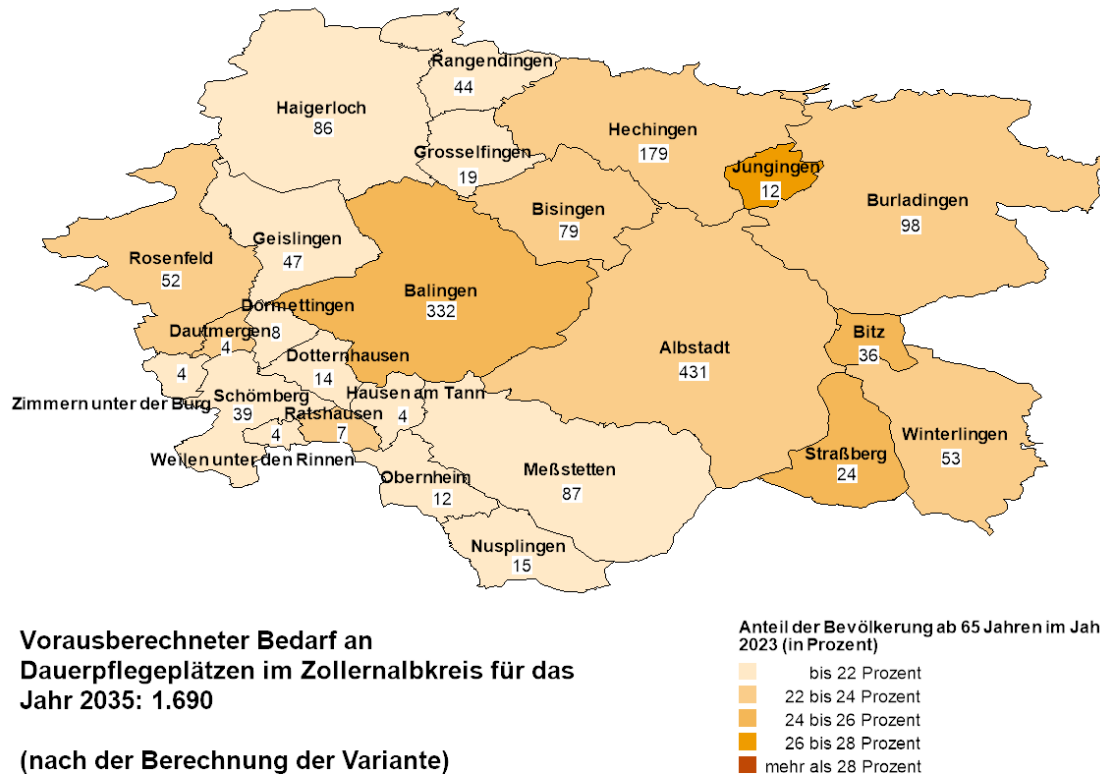 Rangendingen
44
Haigerloch
86
Hechingen
179
Grosselfingen
19
Jungingen
12
Burladingen
98
Bisingen
79
Geislingen
47
Rosenfeld
52
Balingen
332
Dormettingen
8
Dautmergen
4
Bitz
36
Albstadt
431
Dotternhausen
14
4
Zimmern unter der Burg
Schömberg
39
Hausen am Tann
4
Ratshausen
7
4
Weilen unter den Rinnen
Winterlingen
53
Straßberg
24
Meßstetten
87
Obernheim
12
Nusplingen
15
Vorausberechneter Bedarf an
Dauerpflegeplätzen im Zollernalbkreis für das
Jahr 2035: 1.690
(nach der Berechnung der Variante)
Anteil der Bevölkerung ab 65 Jahren im Jah
2023 (in Prozent)
bis 22 Prozent
22 bis 24 Prozent
24 bis 26 Prozent
26 bis 28 Prozent
mehr als 28 Prozent